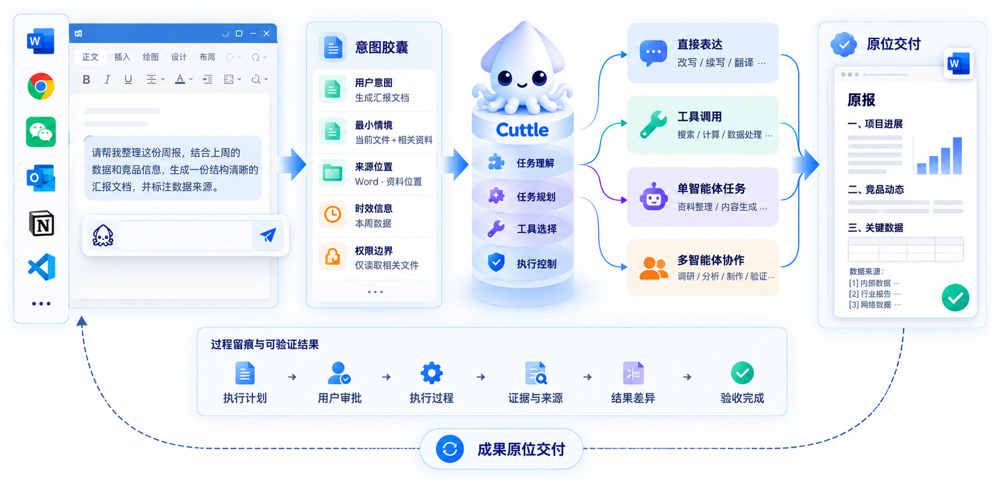 W
正文
插入
绘图
设计
布局
B
I
U
A
请帮我整理这份周报，结合上周的
数据和竞品信息，生成一份结构清晰的
汇报文档，并标注数据来源。
O
N
...
意图胶囊
用户意图
生成汇报文档
最小情境
当前文件+相关资料
来源位置
Word · 资料位置
时效信息
本周数据
权限边界
仅读取相关文件
...
Cuttle
任务理解
任务规划
工具选择
执行控制
直接表达
改写 / 续写 / 翻译 ...
工具调用
搜索 / 计算 / 数据处理 ...
单智能体任务
资料整理 / 内容生成 ...
多智能体协作
调研 / 分析 / 制作 / 验证...
原位交付
W
原报
一、项目进展
二、竞品动态
三、关键数据
数据来源：
[1] 内部数据 ...
[2] 行业报告 ...
[3] 网络数据 ...
过程留痕与可验证结果
执行计划
用户审批
执行过程
证据与来源
结果差异
验收完成
成果原位交付